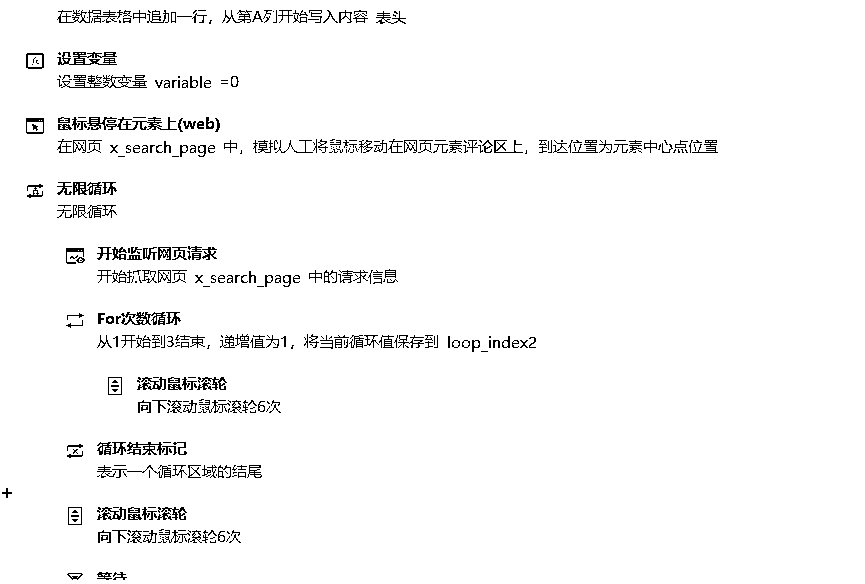 在数据表格中追加一行，从第A列开始写入内容 表头
设置变量
设置整数变量 variable =0
鼠标悬停在元素上(web)
在网页 x_search_page 中，模拟人工将鼠标移动在网页元素评论区上，到达位置为元素中心点位置
无限循环
无限循环
开始监听网页请求
开始抓取网页 x_search_page 中的请求信息
For次数循环
从1开始到3结束，递增值为1，将当前循环值保存到 loop_index2
滚动鼠标滚轮
向下滚动鼠标滚轮6次
循环结束标记
表示一个循环区域的结尾
滚动鼠标滚轮
向下滚动鼠标滚轮6次
等待